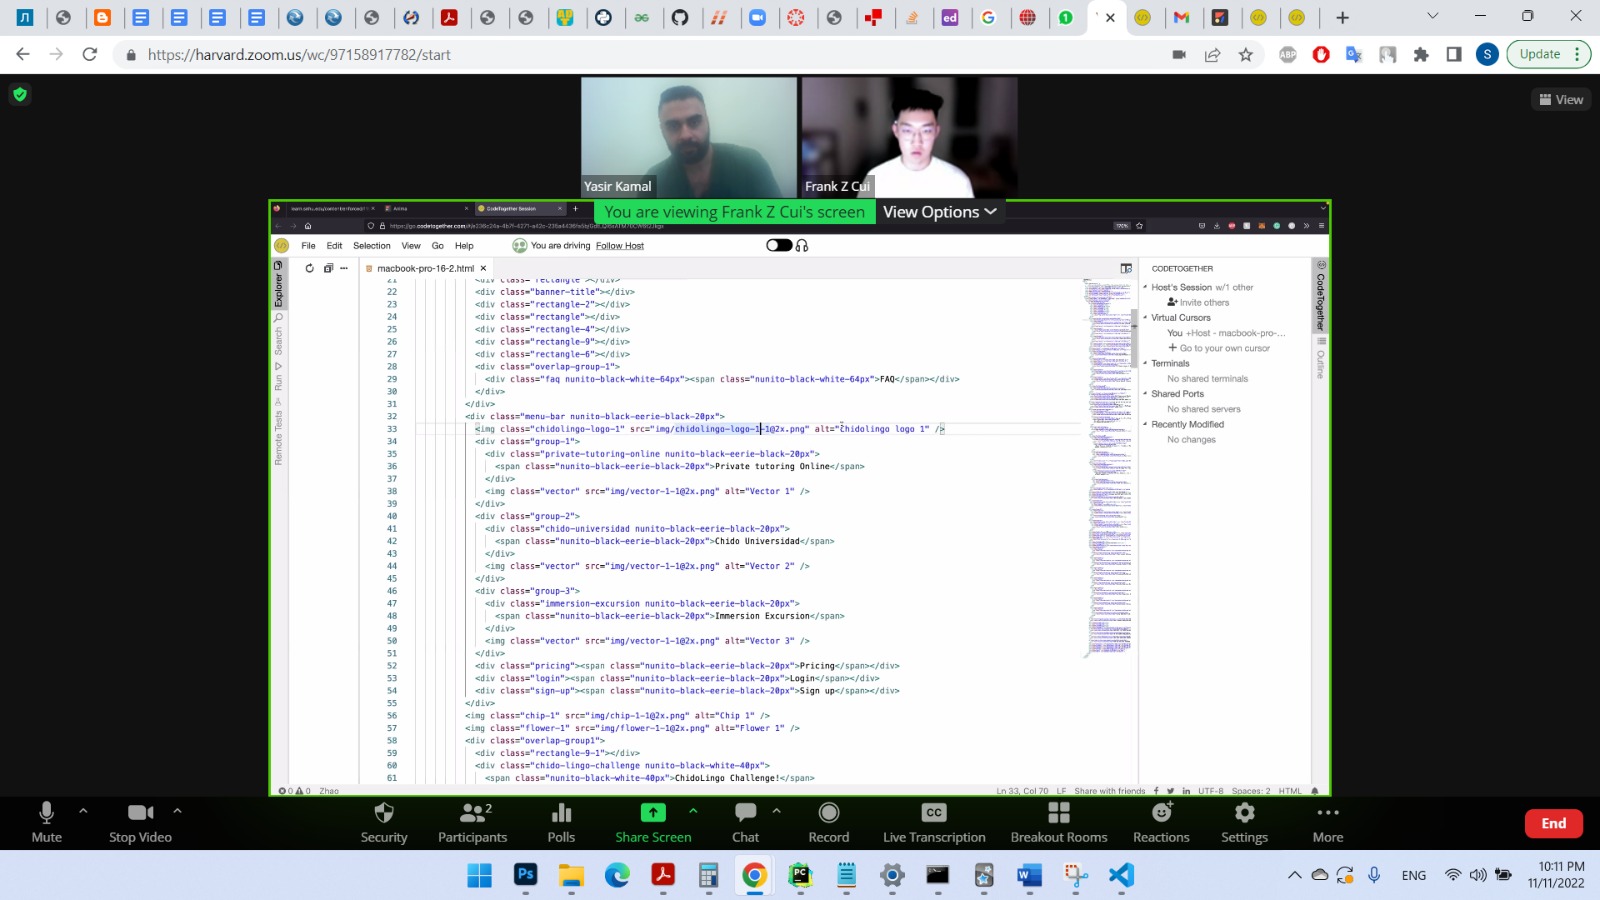 https://harvard.zoom.us/wc/97158917782/start
Update
S
View
Yasir Kamal
Frank Z Cui
CodeTogether Session
You are viewing Frank Z Cui's screen
View Options
File Edit Selection View Go Help
You are driving Follow Host
macbook-pro-16-2.html
Explorer
Search
Run
Remote Tests
21 <div class="rectangle"></div>
22 <div class="banner-title"></div>
23 <div class="rectangle-2"></div>
24 <div class="rectangle"></div>
25 <div class="rectangle-4"></div>
26 <div class="rectangle-9"></div>
27 <div class="rectangle-6"></div>
28 <div class="overlap-group-1">
29 <div class="faq nunito-black-white-64px"><span class="nunito-black-white-64px">FAQ</span></div>
30 </div>
31 </div>
32 <div class="menu-bar nunito-black-eerie-black-20px">
33 <img class="chidolingo-logo-1" src="img/chidolingo-logo-1-1@2x.png" alt="chidolingo logo 1" />
34 <div class="group-1">
35 <div class="private-tutoring-online nunito-black-eerie-black-20px">
36 <span class="nunito-black-eerie-black-20px">Private tutoring Online</span>
37 </div>
38 <img class="vector" src="img/vector-1-1@2x.png" alt="Vector 1" />
39 </div>
40 <div class="group-2">
41 <div class="chido-universidad nunito-black-eerie-black-20px">
42 <span class="nunito-black-eerie-black-20px">Chido Universidad</span>
43 </div>
44 <img class="vector" src="img/vector-1-1@2x.png" alt="Vector 2" />
45 </div>
46 <div class="group-3">
47 <div class="immersion-excursion nunito-black-eerie-black-20px">
48 <span class="nunito-black-eerie-black-20px">Immersion Excursion</span>
49 </div>
50 <img class="vector" src="img/vector-1-1@2x.png" alt="Vector 3" />
51 </div>
52 <div class="pricing"><span class="nunito-black-eerie-black-20px">Pricing</span></div>
53 <div class="login"><span class="nunito-black-eerie-black-20px">Login</span></div>
54 <div class="sign-up"><span class="nunito-black-eerie-black-20px">Sign up</span></div>
55 </div>
56 <img class="chip-1" src="img/chip-1-1@2x.png" alt="Chip 1" />
57 <img class="flower-1" src="img/flower-1-1@2x.png" alt="Flower 1" />
58 <div class="overlap-group1">
59 <div class="rectangle-9-1"></div>
60 <div class="chido-lingo-challenge nunito-black-white-40px">
61 <span class="nunito-black-white-40px">ChidoLingo Challenge!</span>
CODETOGETHER
Host's Session w/1 other
Invite others
Virtual Cursors
You +Host - macbook-pro-...
Go to your own cursor
Terminals
No shared terminals
Shared Ports
No shared servers
Recently Modified
No changes
CodeTogether
Outline
0 0 Zhao
Ln 33, Col 70 LF Share with friends UTF-8 Spaces: 2 HTML
Mute
Stop Video
Security
Participants 2
Polls
Share Screen
Chat
Record
CC
Live Transcription
Breakout Rooms
Reactions
Settings
More
End
ENG
10:11 PM
11/11/2022